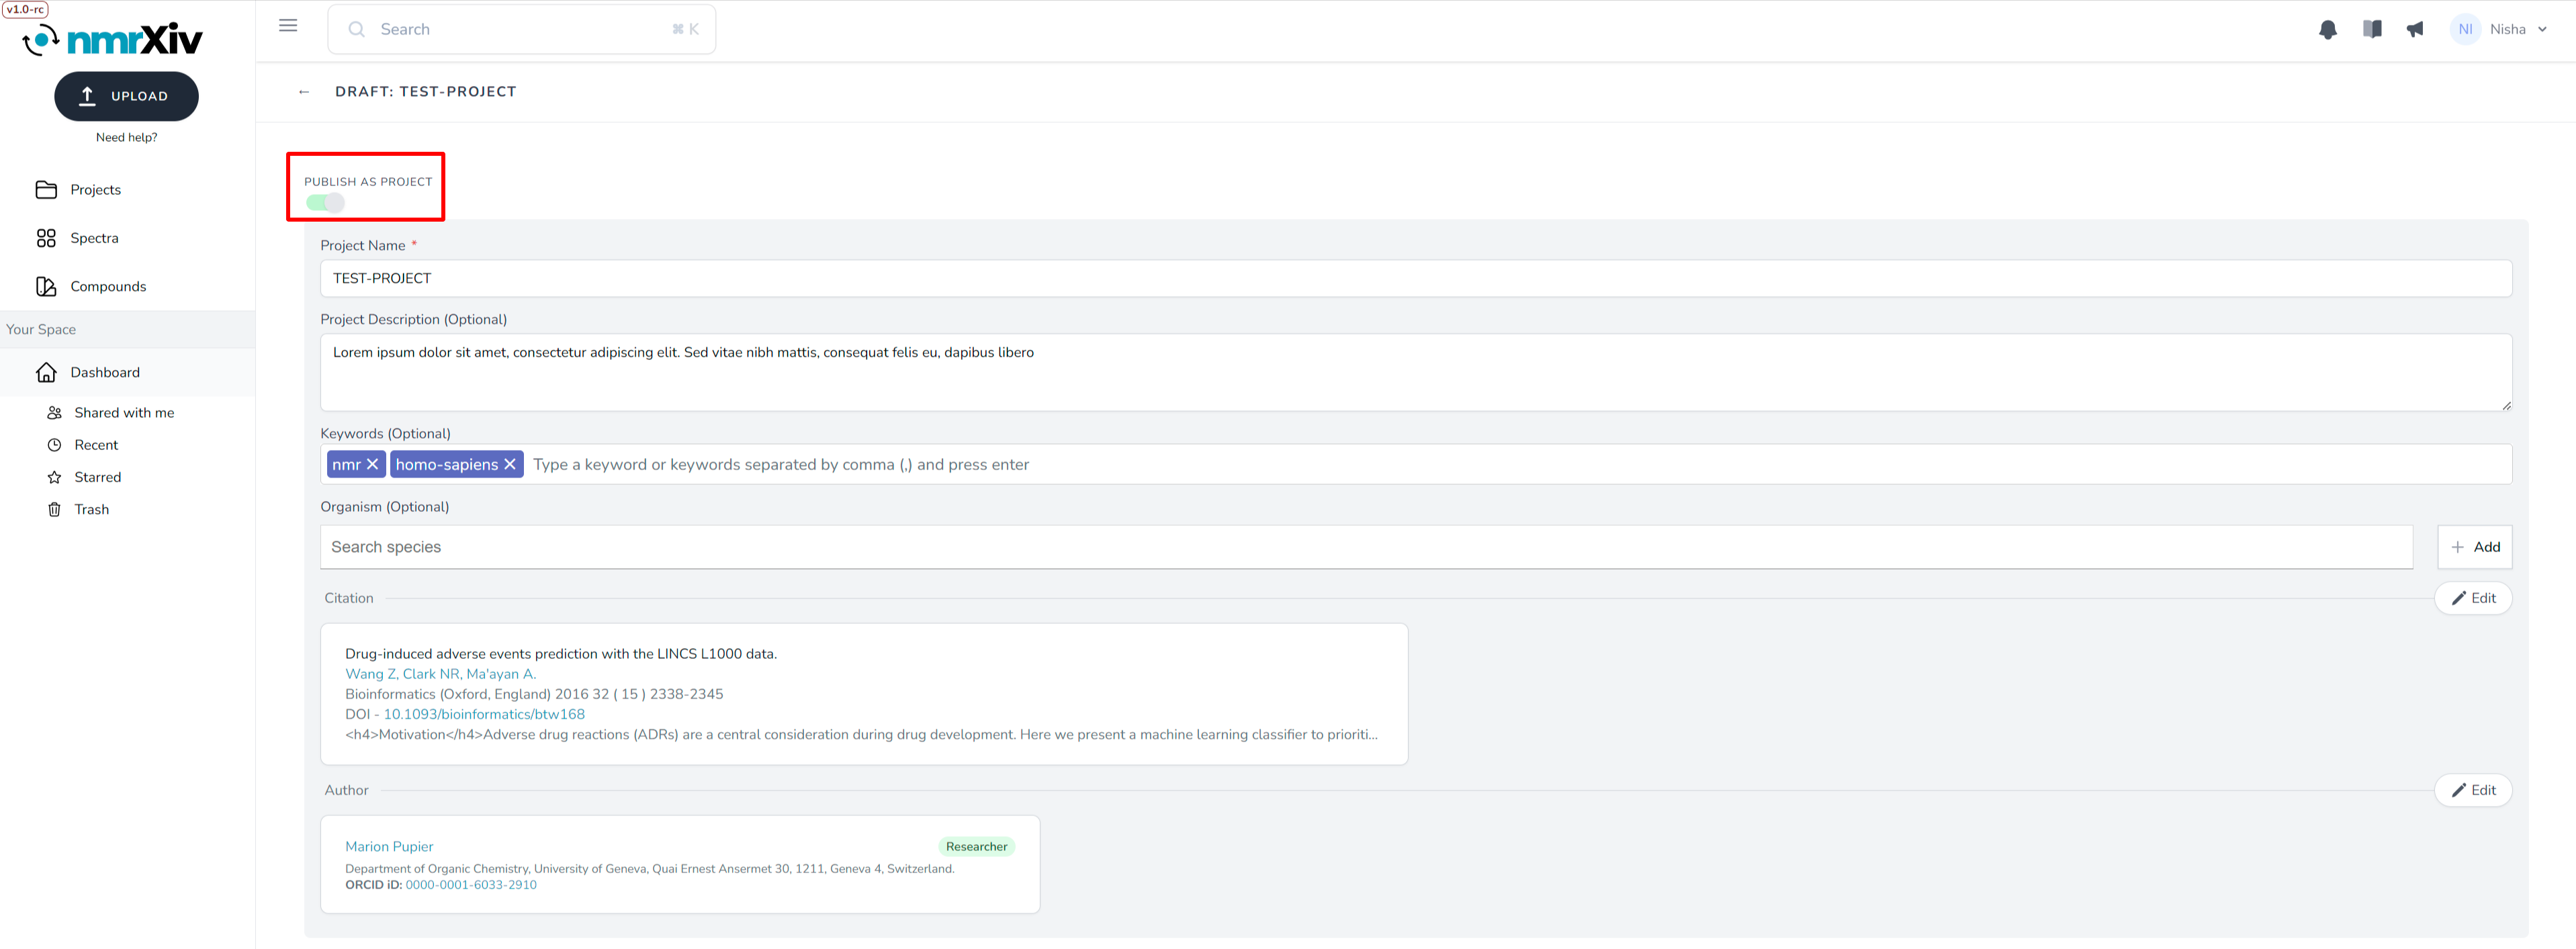 v1.0-rc
nmrXiv
UPLOAD
Need help?
Projects
Spectra
Compounds
Your Space
Dashboard
Shared with me
Recent
Starred
Trash
Search ⌘ K
NI Nisha
← DRAFT: TEST-PROJECT
PUBLISH AS PROJECT
Project Name *
TEST-PROJECT
Project Description (Optional)
Lorem ipsum dolor sit amet, consectetur adipiscing elit. Sed vitae nibh mattis, consequat felis eu, dapibus libero
Keywords (Optional)
nmr ✕ homo-sapiens ✕ Type a keyword or keywords separated by comma (,) and press enter
Organism (Optional)
Search species
+ Add
Citation
Edit
Drug-induced adverse events prediction with the LINCS L1000 data.
Wang Z, Clark NR, Ma'ayan A.
Bioinformatics (Oxford, England) 2016 32 ( 15 ) 2338-2345
DOI - 10.1093/bioinformatics/btw168
<h4>Motivation</h4>Adverse drug reactions (ADRs) are a central consideration during drug development. Here we present a machine learning classifier to prioriti...
Author
Edit
Marion Pupier
Researcher
Department of Organic Chemistry, University of Geneva, Quai Ernest Ansermet 30, 1211, Geneva 4, Switzerland.
ORCID iD: 0000-0001-6033-2910